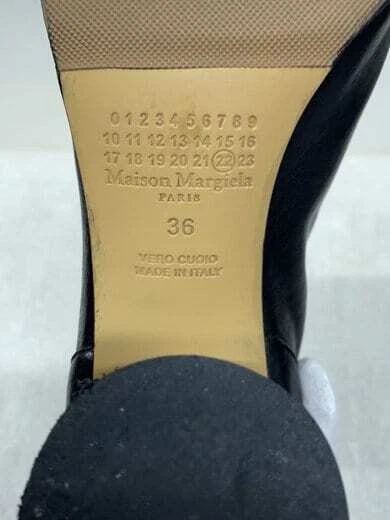 0 1 2 3 4 5 6 7 8 9
10 11 12 13 14 15 16
17 18 19 20 21 22 23
Maison Margiela
PARIS
36
VERO CUOIO
MADE IN ITALY